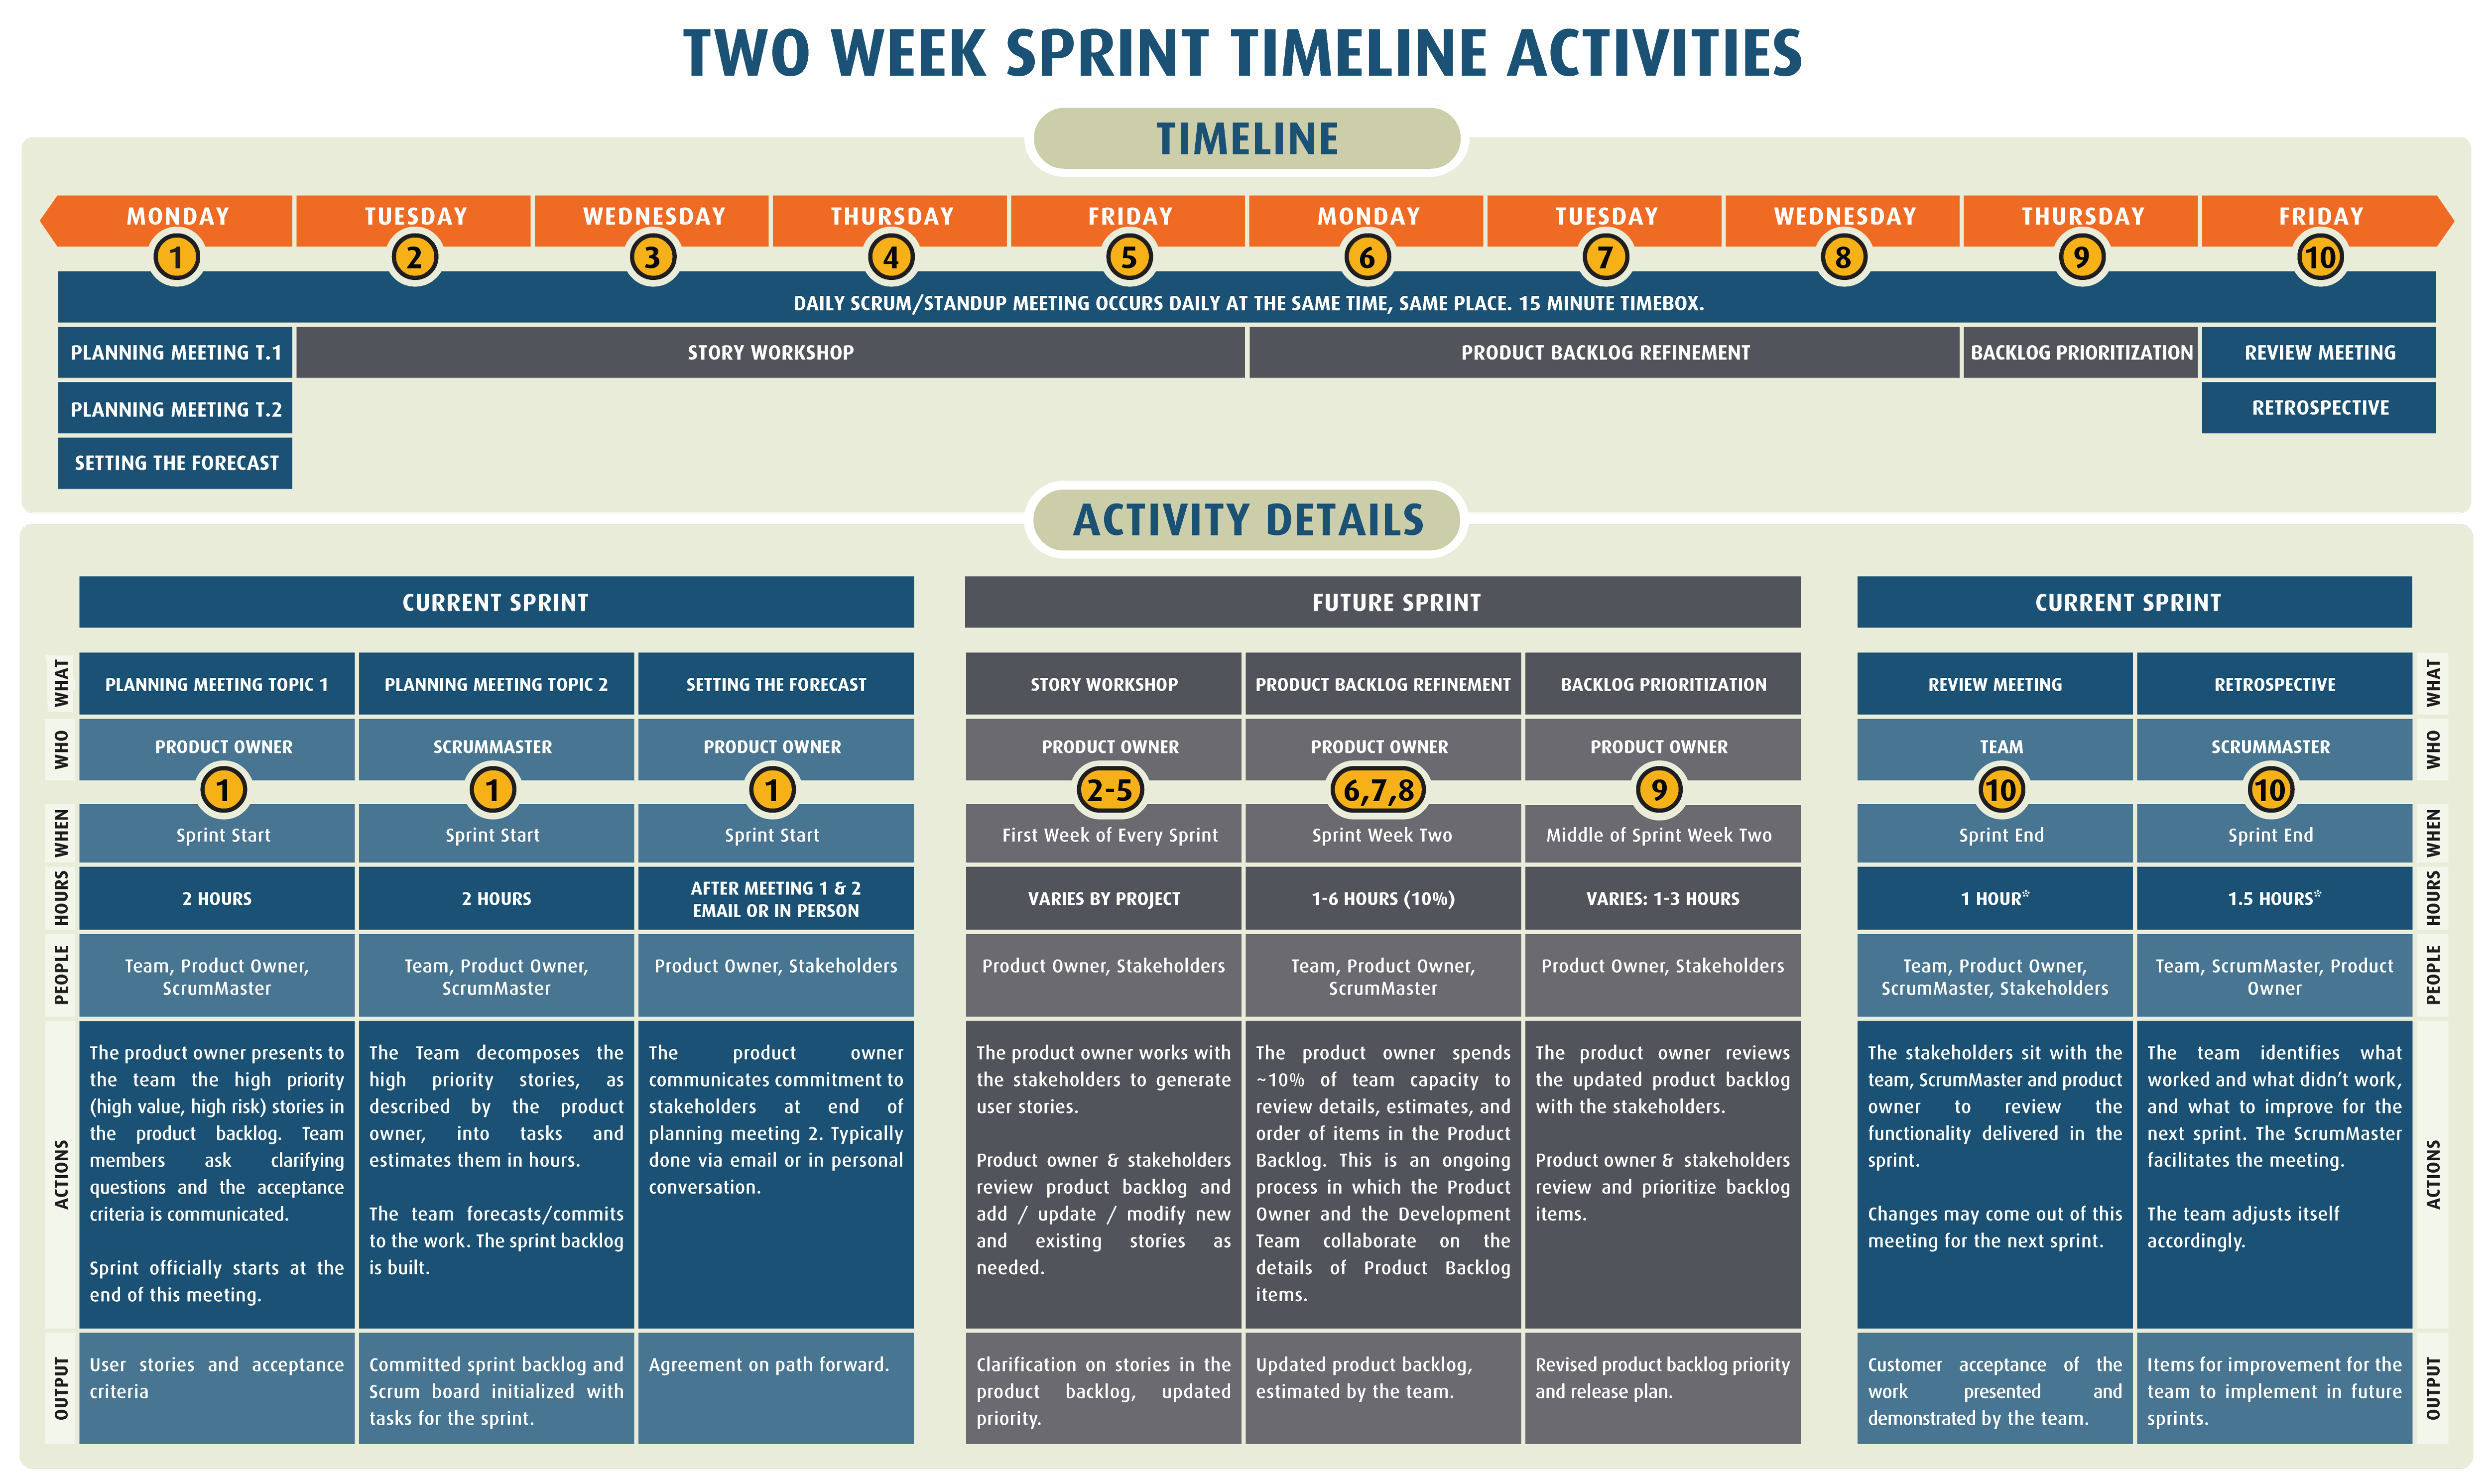 TWO WEEK SPRINT TIMELINE ACTIVITIES
TIMELINE
MONDAY
TUESDAY
WEDNESDAY
THURSDAY
FRIDAY
MONDAY
TUESDAY
WEDNESDAY
THURSDAY
FRIDAY
1
2
3
4
5
6
7
8
9
10
DAILY SCRUM/STANDUP MEETING OCCURS DAILY AT THE SAME TIME, SAME PLACE. 15 MINUTE TIMEBOX.
PLANNING MEETING T.1
STORY WORKSHOP
PRODUCT BACKLOG REFINEMENT
BACKLOG PRIORITIZATION
REVIEW MEETING
PLANNING MEETING T.2
RETROSPECTIVE
SETTING THE FORECAST
ACTIVITY DETAILS
CURRENT SPRINT
FUTURE SPRINT
CURRENT SPRINT
WHAT
PLANNING MEETING TOPIC 1
PLANNING MEETING TOPIC 2
SETTING THE FORECAST
STORY WORKSHOP
PRODUCT BACKLOG REFINEMENT
BACKLOG PRIORITIZATION
REVIEW MEETING
RETROSPECTIVE
WHAT
WHO
PRODUCT OWNER
SCRUMMASTER
PRODUCT OWNER
PRODUCT OWNER
PRODUCT OWNER
PRODUCT OWNER
TEAM
SCRUMMASTER
WHO
1
1
1
2-5
6,7,8
9
10
10
WHEN
Sprint Start
Sprint Start
Sprint Start
First Week of Every Sprint
Sprint Week Two
Middle of Sprint Week Two
Sprint End
Sprint End
WHEN
HOURS
2 HOURS
2 HOURS
AFTER MEETING 1 & 2
EMAIL OR IN PERSON
VARIES BY PROJECT
1-6 HOURS (10%)
VARIES: 1-3 HOURS
1 HOUR*
1.5 HOURS*
HOURS
PEOPLE
Team, Product Owner,
ScrumMaster
Team, Product Owner,
ScrumMaster
Product Owner, Stakeholders
Product Owner, Stakeholders
Team, Product Owner,
ScrumMaster
Product Owner, Stakeholders
Team, Product Owner,
ScrumMaster, Stakeholders
Team, ScrumMaster, Product
Owner
PEOPLE
ACTIONS
The product owner presents to
the team the high priority
(high value, high risk) stories in
the product backlog. Team
members ask clarifying
questions and the acceptance
criteria is communicated.
Sprint officially starts at the
end of this meeting.
The Team decomposes the
high priority stories, as
described by the product
owner, into tasks and
estimates them in hours.
The team forecasts/commits
to the work. The sprint backlog
is built.
The product owner
communicates commitment to
stakeholders at end of
planning meeting 2. Typically
done via email or in personal
conversation.
The product owner works with
the stakeholders to generate
user stories.
Product owner & stakeholders
review product backlog and
add / update / modify new
and existing stories as
needed.
The product owner spends
~10% of team capacity to
review details, estimates, and
order of items in the Product
Backlog. This is an ongoing
process in which the Product
Owner and the Development
Team collaborate on the
details of Product Backlog
items.
The product owner reviews
the updated product backlog
with the stakeholders.
Product owner & stakeholders
review and prioritize backlog
items.
The stakeholders sit with the
team, ScrumMaster and product
owner to review the
functionality delivered in the
sprint.
Changes may come out of this
meeting for the next sprint.
The team identifies what
worked and what didn't work,
and what to improve for the
next sprint. The ScrumMaster
facilitates the meeting.
The team adjusts itself
accordingly.
ACTIONS
OUTPUT
User stories and acceptance
criteria
Committed sprint backlog and
Scrum board initialized with
tasks for the sprint.
Agreement on path forward.
Clarification on stories in the
product backlog, updated
priority.
Updated product backlog,
estimated by the team.
Revised product backlog priority
and release plan.
Customer acceptance of the
work presented and
demonstrated by the team.
Items for improvement for the
team to implement in future
sprints.
OUTPUT